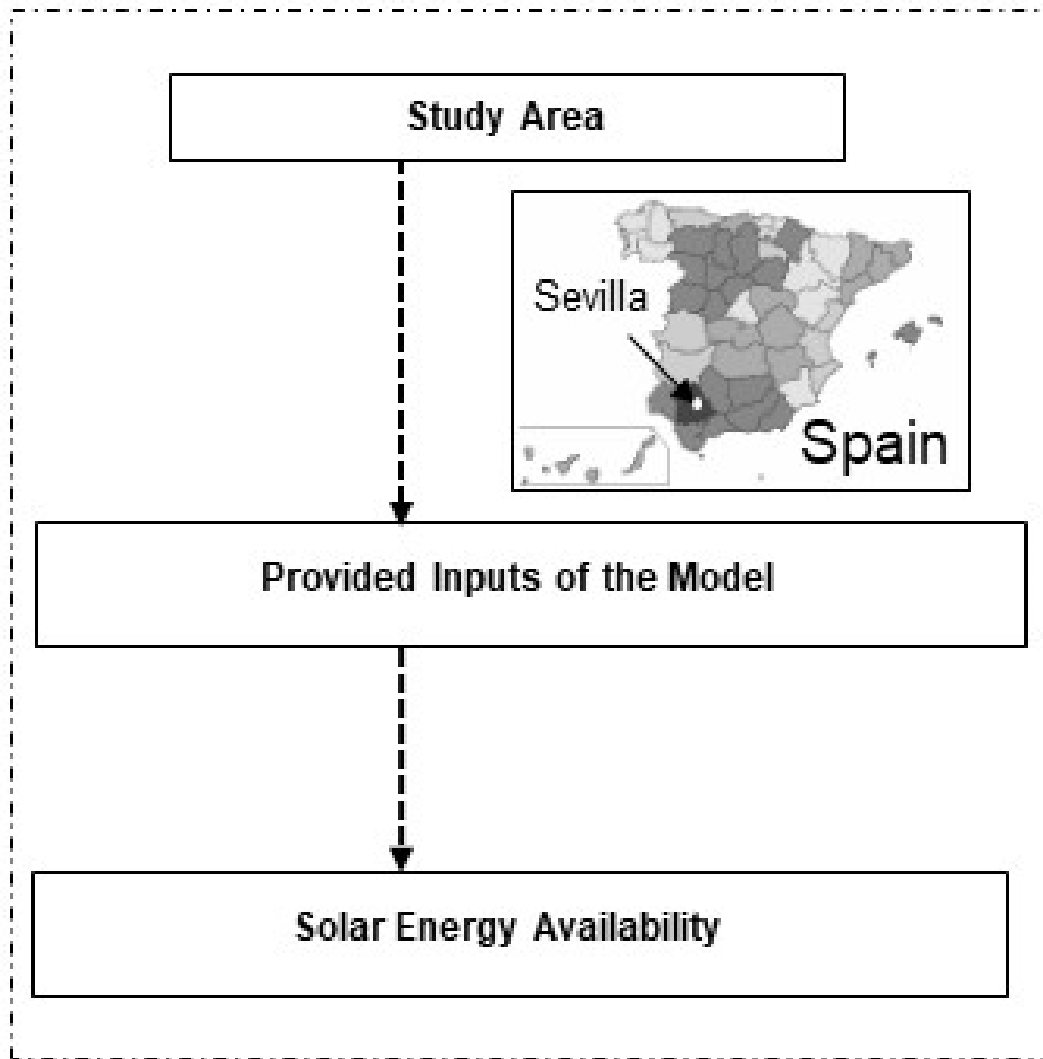 Study Area
Sevilla
Spain
Provided Inputs of the Model
Solar Energy Availability